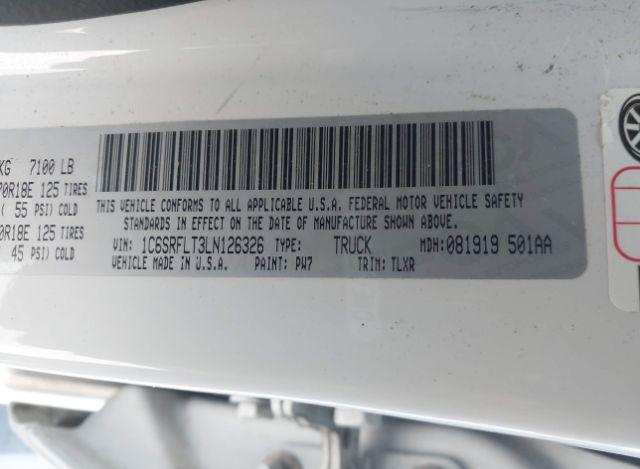 KG 7100 LB
70R18E 125 TIRES
( 55 PSI) COLD
0R18E 125 TIRES
45 PSI) COLD
THIS VEHICLE CONFORMS TO ALL APPLICABLE U.S.A. FEDERAL MOTOR VEHICLE SAFETY
STANDARDS IN EFFECT ON THE DATE OF MANUFACTURE SHOWN ABOVE.
VIN: 1C6SRFLT3LN126326 TYPE: TRUCK MDH: 081919 501AA
VEHICLE MADE IN U.S.A. PAINT: PW7 TRIM: TLXR